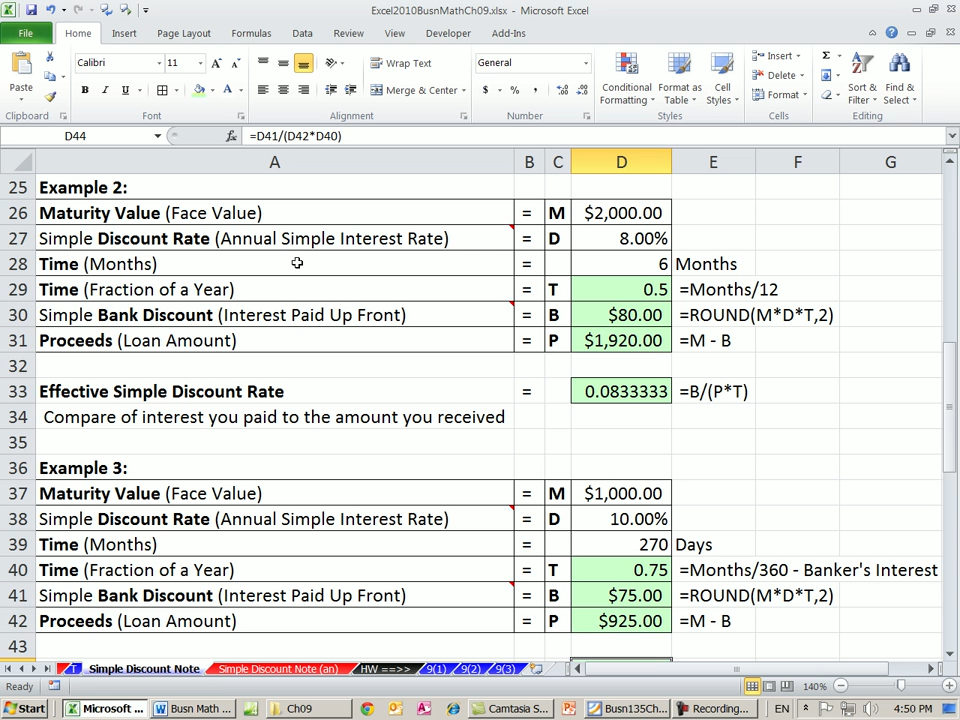 Excel2010BusnMathCh09.xlsx - Microsoft Excel
File Home Insert Page Layout Formulas Data Review View Developer Add-Ins
Paste Calibri 11 A A Wrap Text General Conditional Formatting Format as Table Cell Styles Insert Delete Format Σ Sort & Filter Find & Select
B I U A Merge & Center $ % ,
Clipboard Font Alignment Number Styles Cells Editing
D44 fx =D41/(D42*D40)
A B C D E F G
25 Example 2:
26 Maturity Value (Face Value) = M $2,000.00
27 Simple Discount Rate (Annual Simple Interest Rate) = D 8.00%
28 Time (Months) = 6 Months
29 Time (Fraction of a Year) = T 0.5 =Months/12
30 Simple Bank Discount (Interest Paid Up Front) = B $80.00 =ROUND(M*D*T,2)
31 Proceeds (Loan Amount) = P $1,920.00 =M - B
32
33 Effective Simple Discount Rate = 0.0833333 =B/(P*T)
34 Compare of interest you paid to the amount you received
35
36 Example 3:
37 Maturity Value (Face Value) = M $1,000.00
38 Simple Discount Rate (Annual Simple Interest Rate) = D 10.00%
39 Time (Months) = 270 Days
40 Time (Fraction of a Year) = T 0.75 =Months/360 - Banker's Interest
41 Simple Bank Discount (Interest Paid Up Front) = B $75.00 =ROUND(M*D*T,2)
42 Proceeds (Loan Amount) = P $925.00 =M - B
43
T Simple Discount Note Simple Discount Note (an) HW ==>> 9(1) 9(2) 9(3)
Ready 140%
Start Microsoft ... Busn Math ... Ch09 Camtasia S... Busn135Ch... Recording... EN 4:50 PM